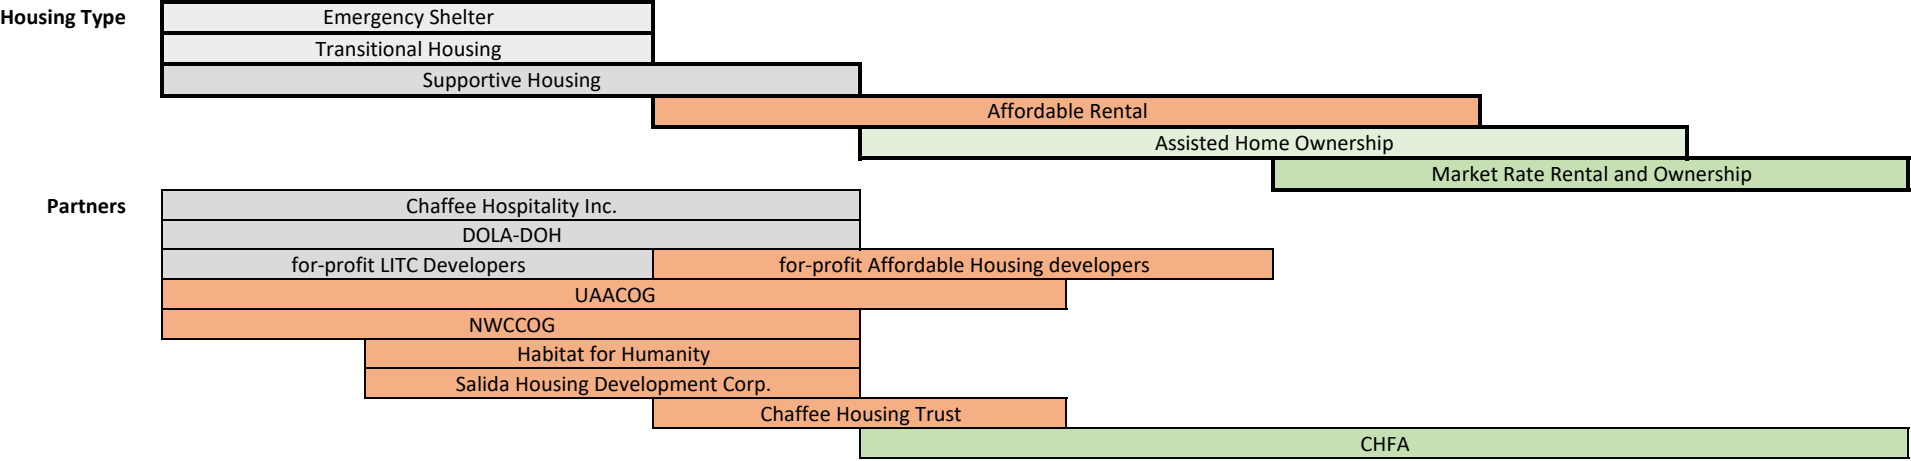 Housing Type
Emergency Shelter
Transitional Housing
Supportive Housing
Affordable Rental
Assisted Home Ownership
Market Rate Rental and Ownership
Partners
Chaffee Hospitality Inc.
DOLA-DOH
for-profit LITC Developers
for-profit Affordable Housing developers
UAACOG
NWCCOG
Habitat for Humanity
Salida Housing Development Corp.
Chaffee Housing Trust
CHFA